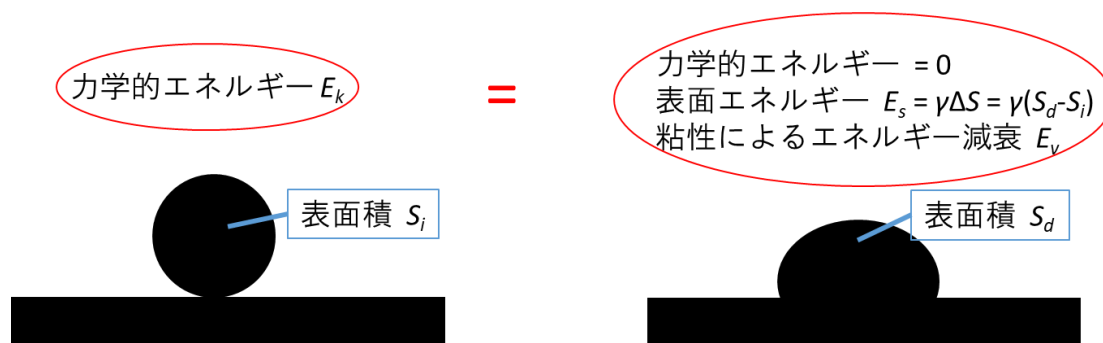 力学的エネルギー E_k
=
力学的エネルギー = 0
表面エネルギー E_s = γΔS = γ(S_d-S_i)
粘性によるエネルギー減衰 E_v
表面積 S_i
表面積 S_d